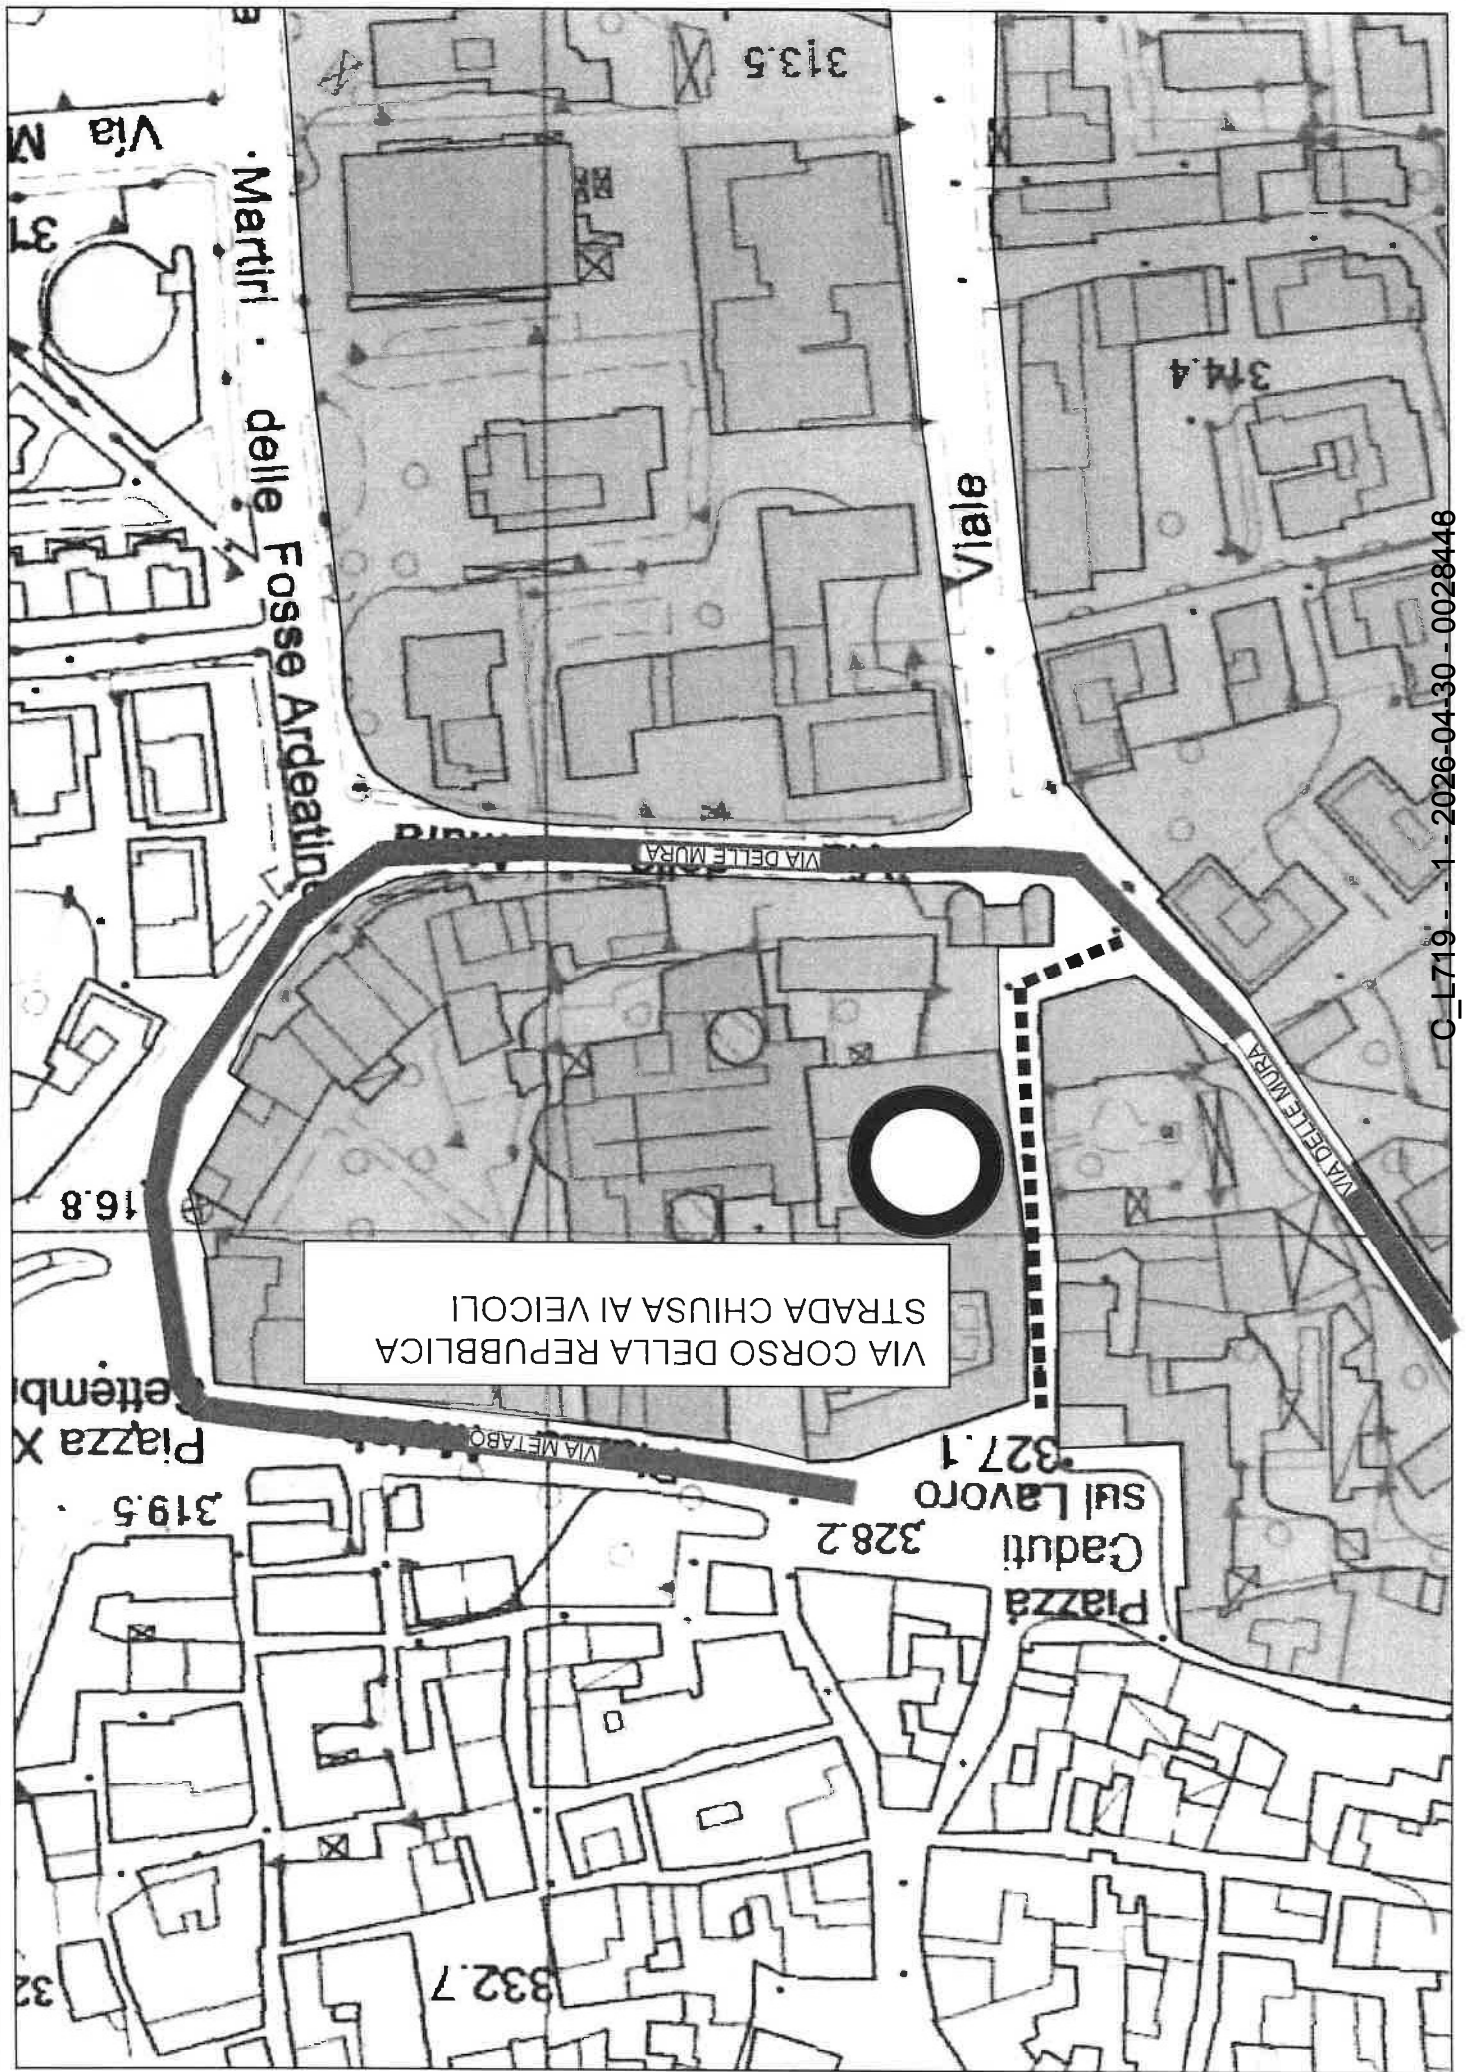 332.7
Piazza
Caduti
sul Lavoro
328.2
327.1
319.5
Piazza X
VIA METABO
VIA CORSO DELLA REPUBBLICA
STRADA CHIUSA AI VEICOLI
16.8
VIA DELLE MURA
VIA DELLE MURA
Martiri delle Fosse Ardeatine
Viale
314.4
Via M
313.5
C_L719 - - 1 - 2026-04-30 - 0028448